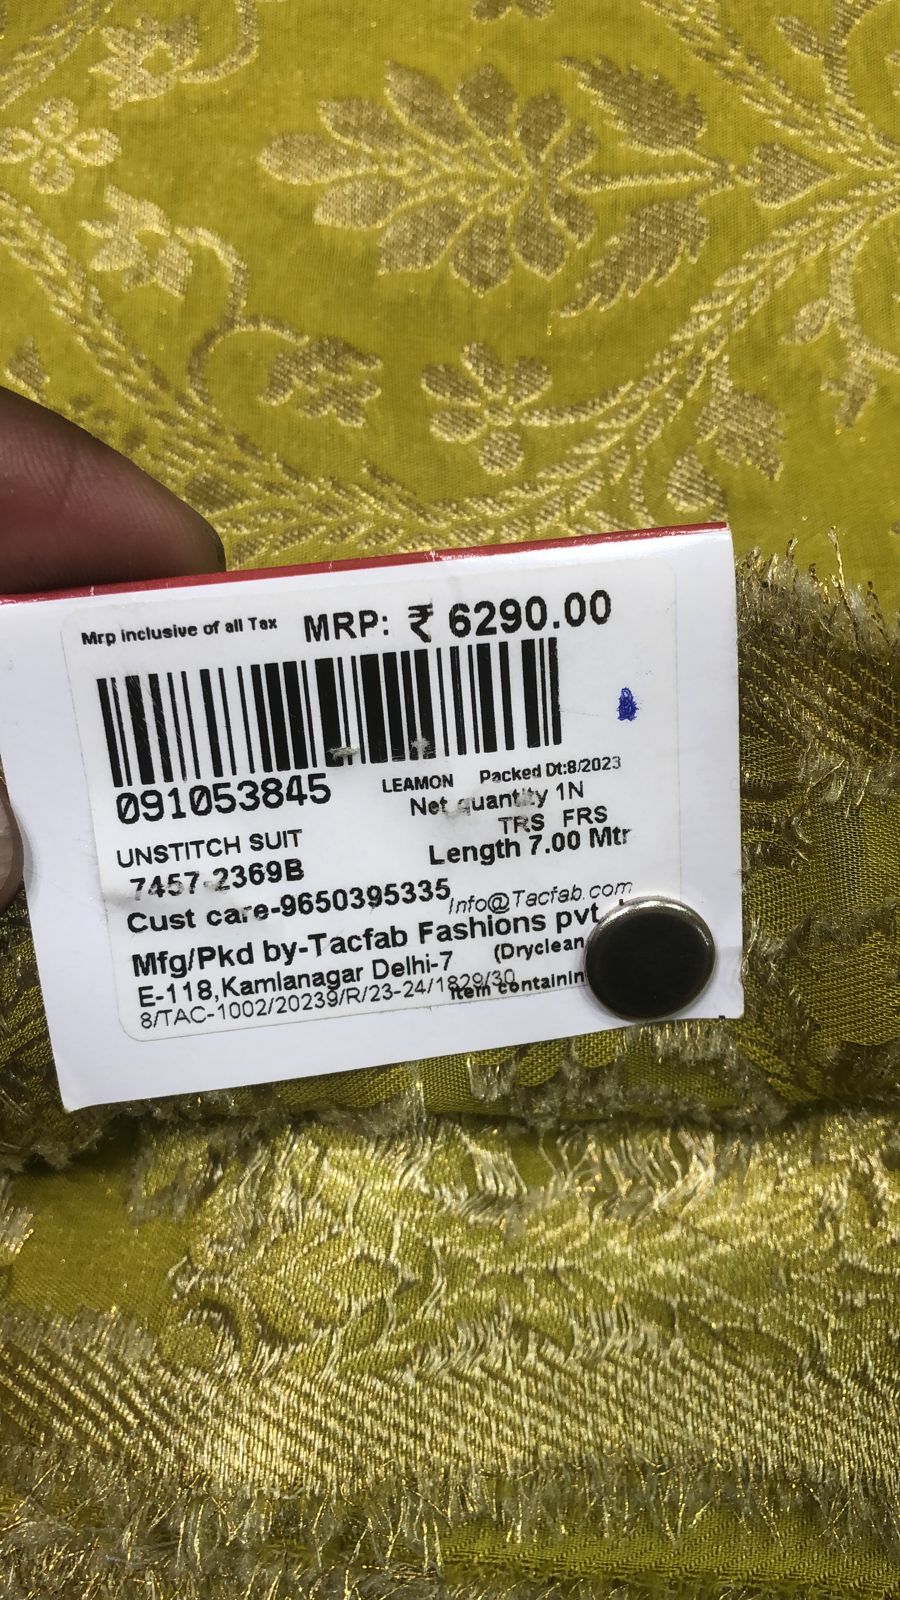 Mrp inclusive of all Tax MRP: ₹ 6290.00
091053845 LEAMON Packed Dt:8/2023
Net quantity 1N
UNSTITCH SUIT TRS FRS
7457-2369B Length 7.00 Mtr
Cust care-9650395335 Info@Tacfab.com
Mfg/Pkd by-Tacfab Fashions pvt
E-118,Kamlanagar Delhi-7 (Dryclean
8/TAC-1002/20239/R/23-24/1829/30 Item